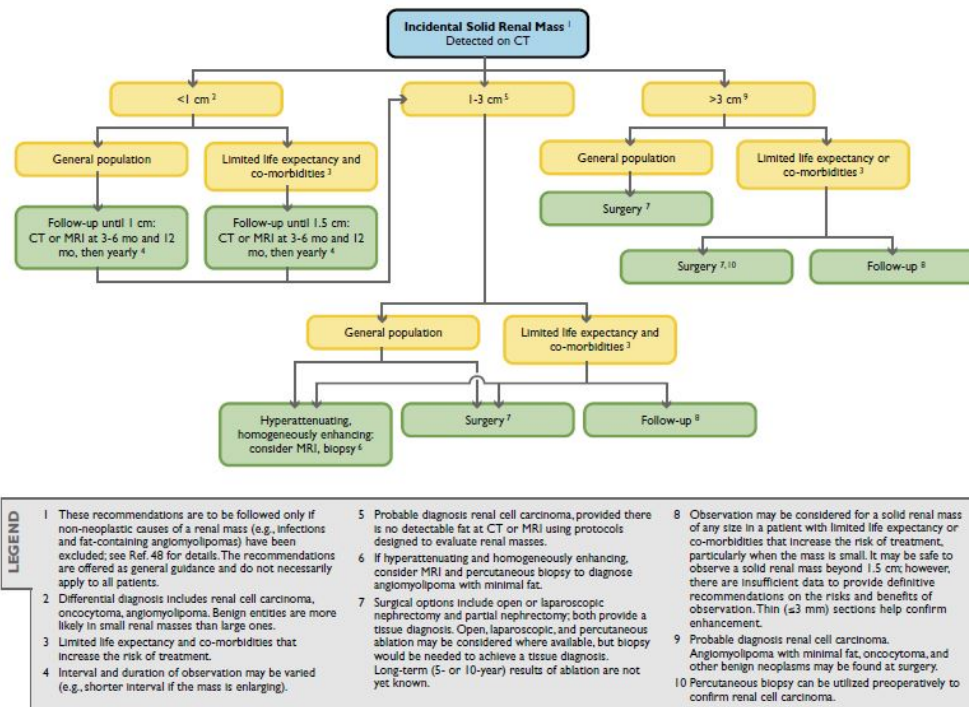 Incidental Solid Renal Mass 1
Detected on CT
<1 cm 2
1-3 cm 5
>3 cm 9
General population
Limited life expectancy and
co-morbidities 3
General population
Limited life expectancy or
co-morbidities 3
Follow-up until 1 cm:
CT or MRI at 3-6 mo and 12
mo, then yearly 4
Follow-up until 1.5 cm:
CT or MRI at 3-6 mo and 12
mo, then yearly 4
Surgery 7
Surgery 7, 10
Follow-up 8
General population
Limited life expectancy and
co-morbidities 3
Hyperattenuating,
homogeneously enhancing:
consider MRI, biopsy 6
Surgery 7
Follow-up 8
LEGEND
1 These recommendations are to be followed only if
non-neoplastic causes of a renal mass (e.g., infections
and fat-containing angiomyolipomas) have been
excluded; see Ref. 48 for details. The recommendations
are offered as general guidance and do not necessarily
apply to all patients.
2 Differential diagnosis includes renal cell carcinoma,
oncocytoma, angiomyolipoma. Benign entities are more
likely in small renal masses than large ones.
3 Limited life expectancy and co-morbidities that
increase the risk of treatment.
4 Interval and duration of observation may be varied
(e.g., shorter interval if the mass is enlarging).
5 Probable diagnosis renal cell carcinoma, provided there
is no detectable fat at CT or MRI using protocols
designed to evaluate renal masses.
6 If hyperattenuating and homogeneously enhancing,
consider MRI and percutaneous biopsy to diagnose
angiomyolipoma with minimal fat.
7 Surgical options include open or laparoscopic
nephrectomy and partial nephrectomy; both provide a
tissue diagnosis. Open, laparoscopic, and percutaneous
ablation may be considered where available, but biopsy
would be needed to achieve a tissue diagnosis.
Long-term (5- or 10-year) results of ablation are not
yet known.
8 Observation may be considered for a solid renal mass
of any size in a patient with limited life expectancy or
co-morbidities that increase the risk of treatment,
particularly when the mass is small. It may be safe to
observe a solid renal mass beyond 1.5 cm; however,
there are insufficient data to provide definitive
recommendations on the risks and benefits of
observation. Thin (≤3 mm) sections help confirm
enhancement.
9 Probable diagnosis renal cell carcinoma.
Angiomyolipoma with minimal fat, oncocytoma, and
other benign neoplasms may be found at surgery.
10 Percutaneous biopsy can be utilized preoperatively to
confirm renal cell carcinoma.